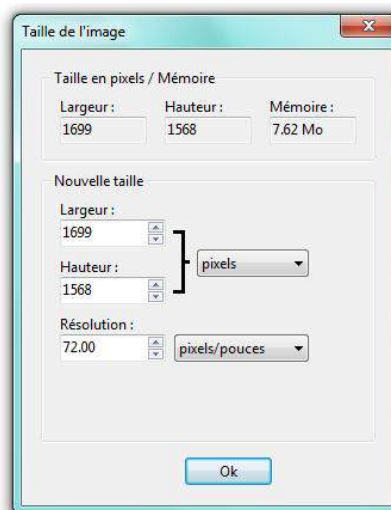 Taille de l'image
Taille en pixels / Mémoire
Largeur : Hauteur : Mémoire :
1699 1568 7.62 Mo
Nouvelle taille
Largeur :
1699
pixels
Hauteur :
1568
Résolution :
72.00 pixels/pouces
Ok